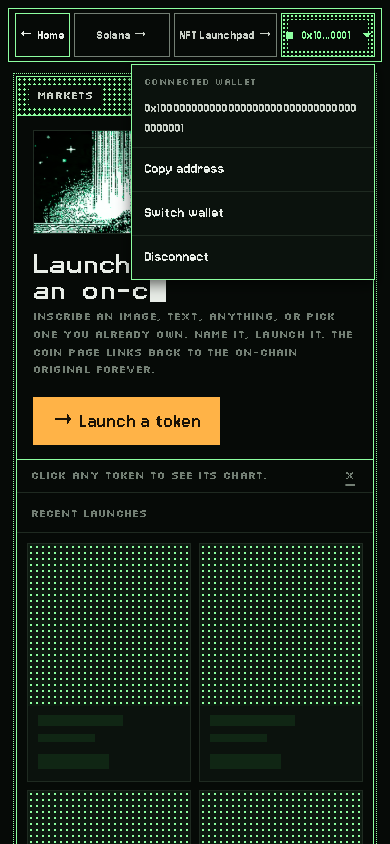 ← Home
Solana →
NFT Launchpad →
0x10...0001
MARKETS
CONNECTED WALLET
0x10000000000000000000000000000000
0000001
Copy address
Switch wallet
Disconnect
Launch
an on-c
INSCRIBE AN IMAGE, TEXT, ANYTHING, OR PICK
ONE YOU ALREADY OWN. NAME IT, LAUNCH IT. THE
COIN PAGE LINKS BACK TO THE ON-CHAIN
ORIGINAL FOREVER.
→ Launch a token
CLICK ANY TOKEN TO SEE ITS CHART.
X
RECENT LAUNCHES